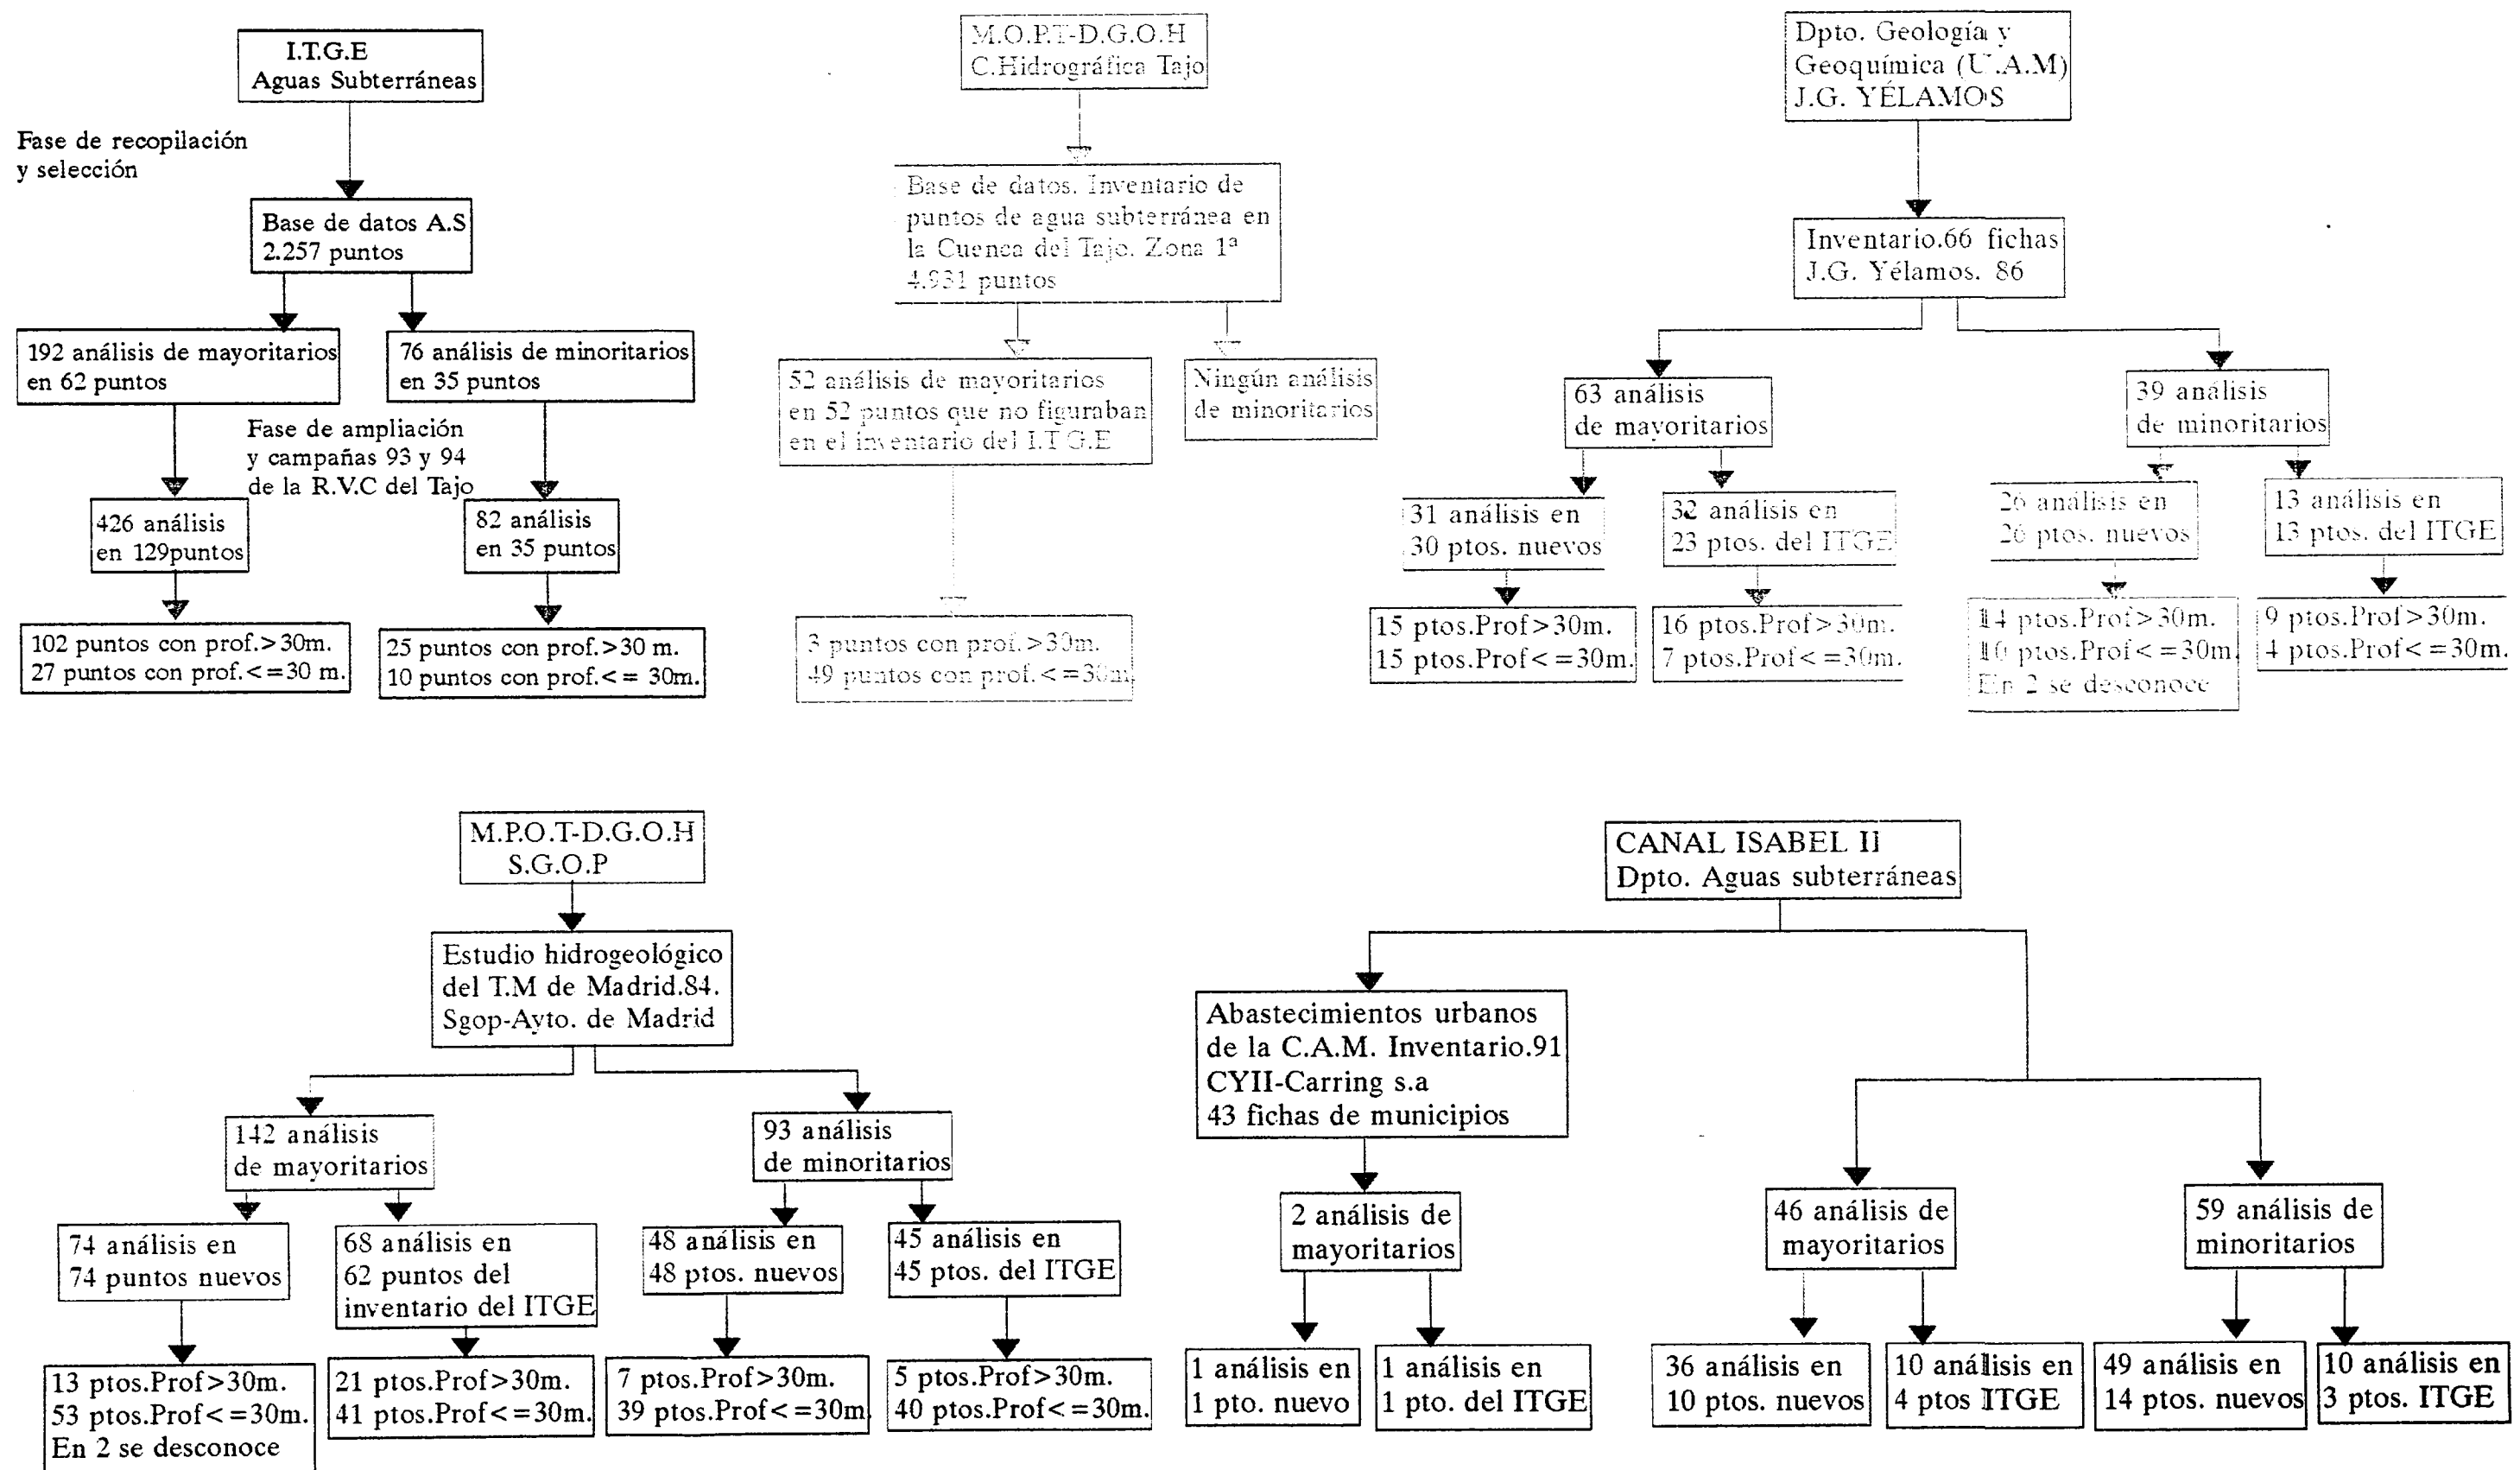 I.T.G.E
Aguas Subterráneas
Fase de recopilación
y selección
Base de datos A.S
2.257 puntos
192 análisis de mayoritarios
en 62 puntos
76 análisis de minoritarios
en 35 puntos
Fase de ampliación
y campañas 93 y 94
de la R.V.C del Tajo
426 análisis
en 129puntos
82 análisis
en 35 puntos
102 puntos con prof.>30m.
27 puntos con prof.<=30 m.
25 puntos con prof.>30 m.
10 puntos con prof.<= 30m.
M.O.P.T-D.G.O.H
C.Hidrográfica Tajo
Base de datos. Inventario de
puntos de agua subterránea en
la Cuenca del Tajo. Zona 1ª
4.931 puntos
52 análisis de mayoritarios
en 52 puntos que no figuraban
en el inventario del I.T.G.E
Ningún análisis
de minoritarios
3 puntos con prof.>30m.
49 puntos con prof.<=30m.
Dpto. Geología y
Geoquímica (U.A.M)
J.G. YÉLAMOS
Inventario.66 fichas
J.G. Yélamos. 86
63 análisis
de mayoritarios
39 análisis
de minoritarios
31 análisis en
30 ptos. nuevos
32 análisis en
23 ptos. del ITGE
26 análisis en
26 ptos. nuevos
13 análisis en
13 ptos. del ITGE
15 ptos.Prof>30m.
15 ptos.Prof<=30m.
16 ptos.Prof>30m.
7 ptos.Prof<=30m.
14 ptos.Prof>30m.
10 ptos.Prof<=30m
En 2 se desconoce
9 ptos.Prof>30m.
4 ptos.Prof<=30m.
M.P.O.T-D.G.O.H
S.G.O.P
Estudio hidrogeológico
del T.M de Madrid.84.
Sgop-Ayto. de Madrid
142 análisis
de mayoritarios
93 análisis
de minoritarios
74 análisis en
74 puntos nuevos
68 análisis en
62 puntos del
inventario del ITGE
48 análisis en
48 ptos. nuevos
45 análisis en
45 ptos. del ITGE
13 ptos.Prof>30m.
53 ptos.Prof<=30m.
En 2 se desconoce
21 ptos.Prof>30m.
41 ptos.Prof<=30m.
7 ptos.Prof>30m.
39 ptos.Prof<=30m
5 ptos.Prof>30m.
40 ptos.Prof<=30m.
CANAL ISABEL II
Dpto. Aguas subterráneas
Abastecimientos urbanos
de la C.A.M. Inventario.91
CYII-Carring s.a
43 fichas de municipios
2 análisis de
mayoritarios
46 análisis de
mayoritarios
59 análisis de
minoritarios
1 análisis en
1 pto. nuevo
1 análisis en
1 pto. del ITGE
36 análisis en
10 ptos. nuevos
10 análisis en
4 ptos ITGE
49 análisis en
14 ptos. nuevos
10 análisis en
3 ptos. ITGE